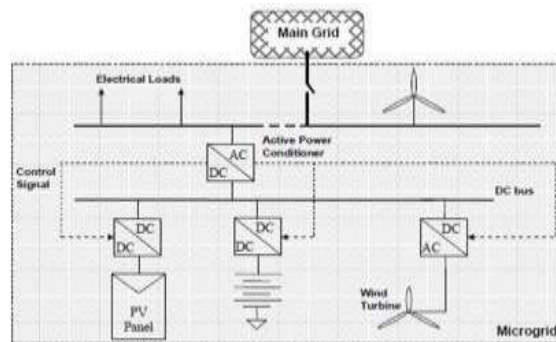 Main Grid
Electrical Loads
Active Power
Conditioner
AC
DC
Control
Signal
DC bus
DC
DC
DC
DC
DC
AC
PV
Panel
Wind
Turbine
Microgrid